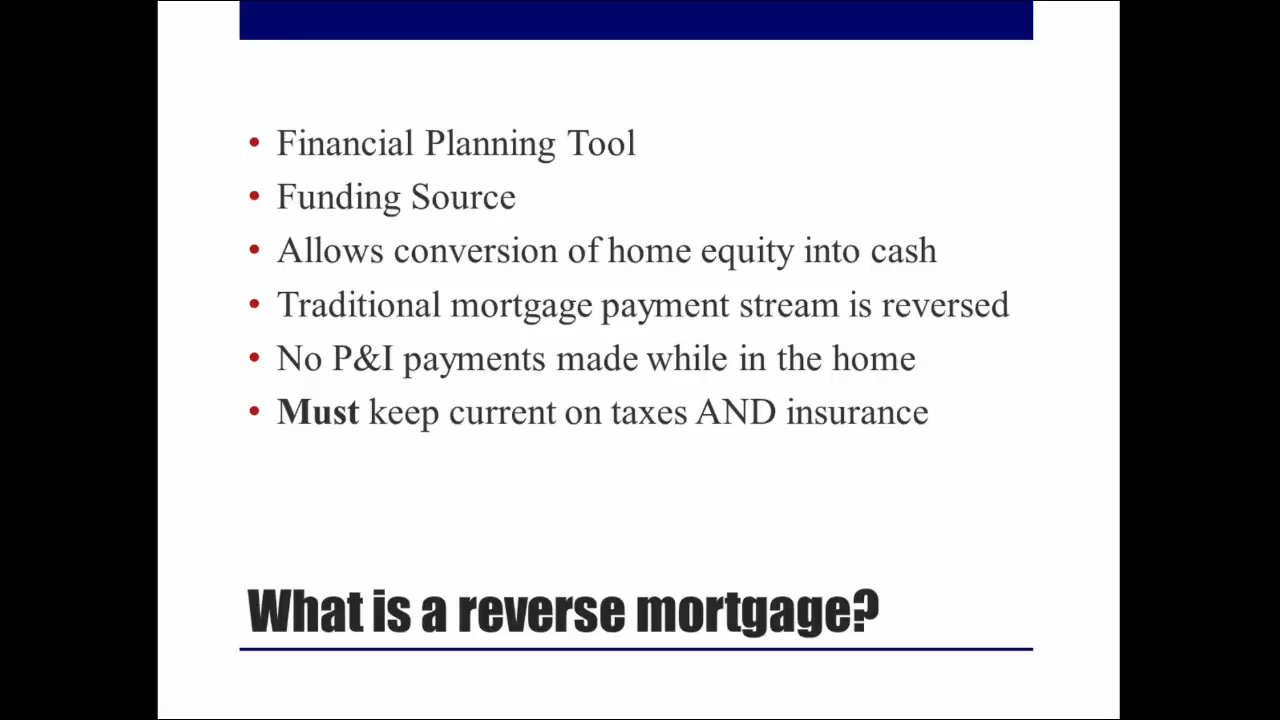 • Financial Planning Tool
• Funding Source
• Allows conversion of home equity into cash
• Traditional mortgage payment stream is reversed
• No P&I payments made while in the home
• Must keep current on taxes AND insurance
What is a reverse mortgage?